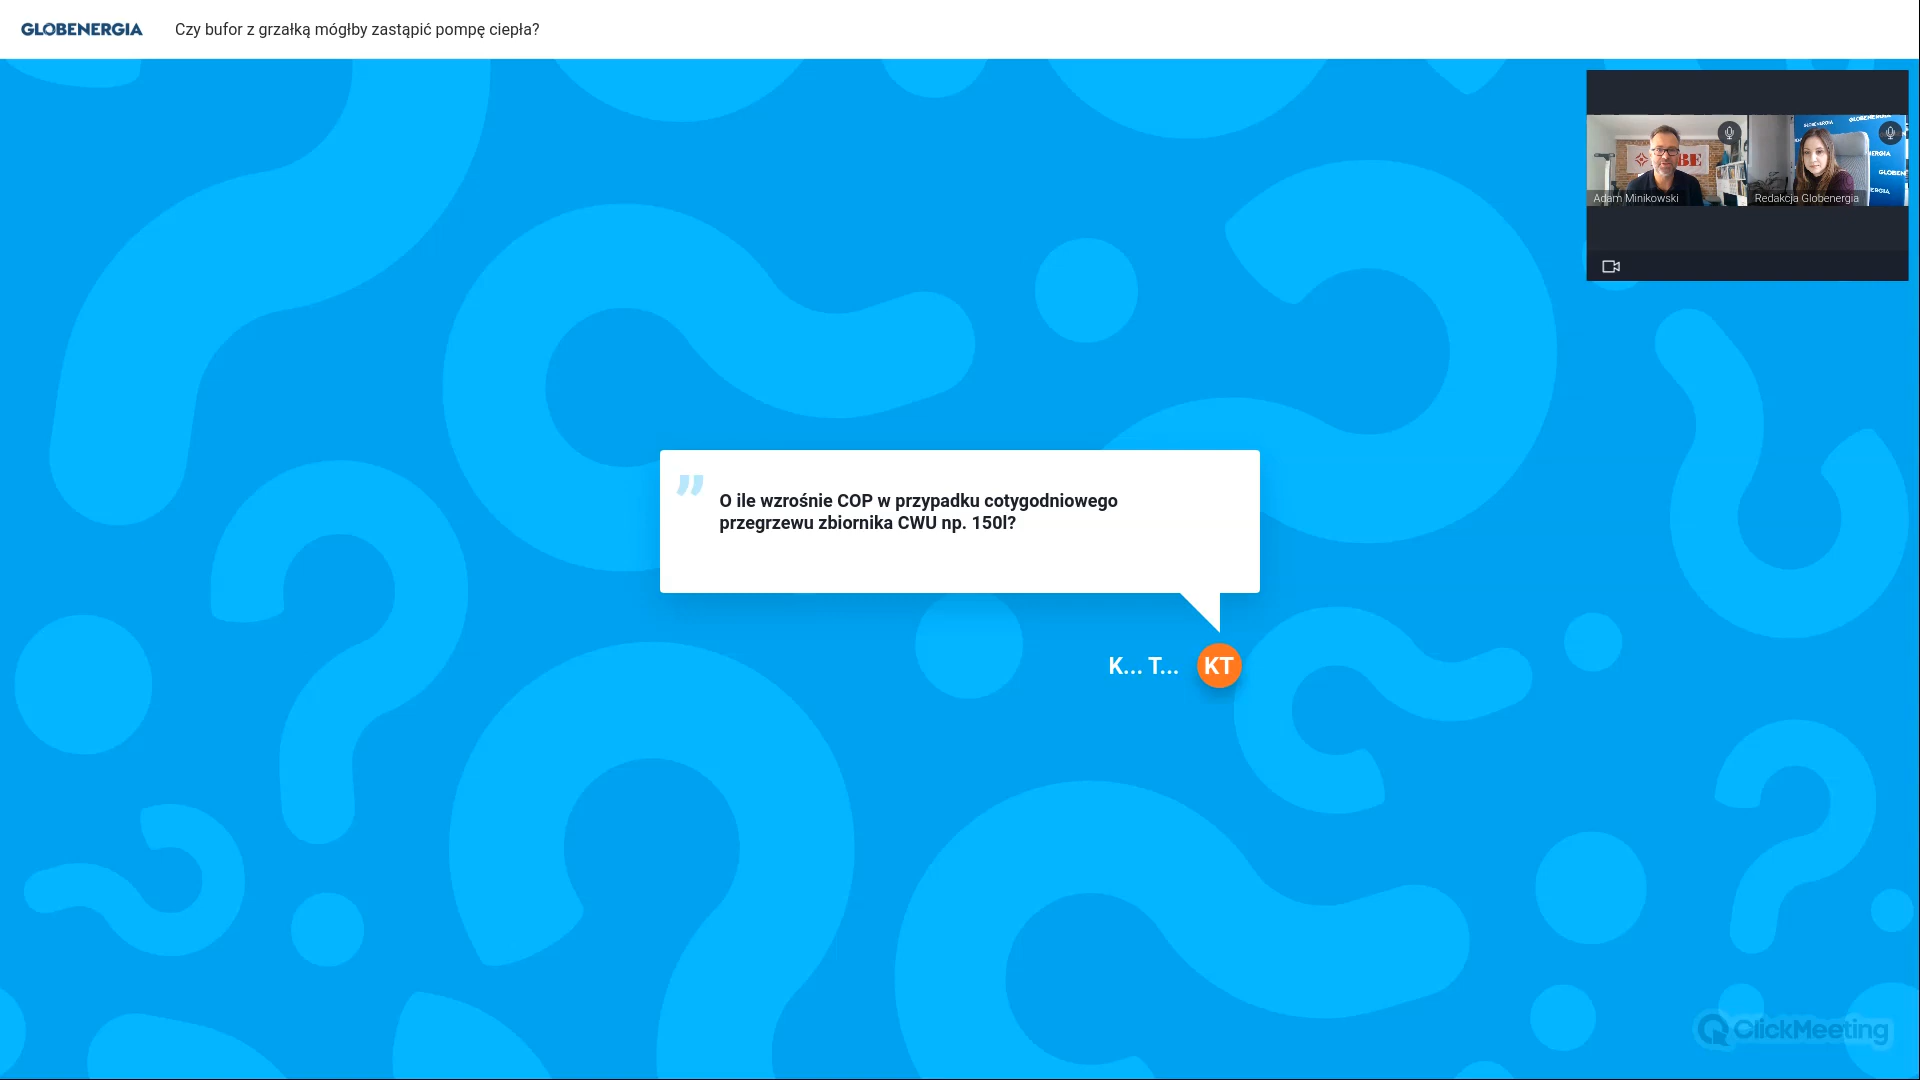 GLOBENERGIA
Czy bufor z grzałką mógłby zastąpić pompę ciepła?
Adam Minikowski
Redakcja Globenergia
O ile wzrośnie COP w przypadku cotygodniowego
przegrzewu zbiornika CWU np. 150l?
K... T...
KT
ClickMeeting